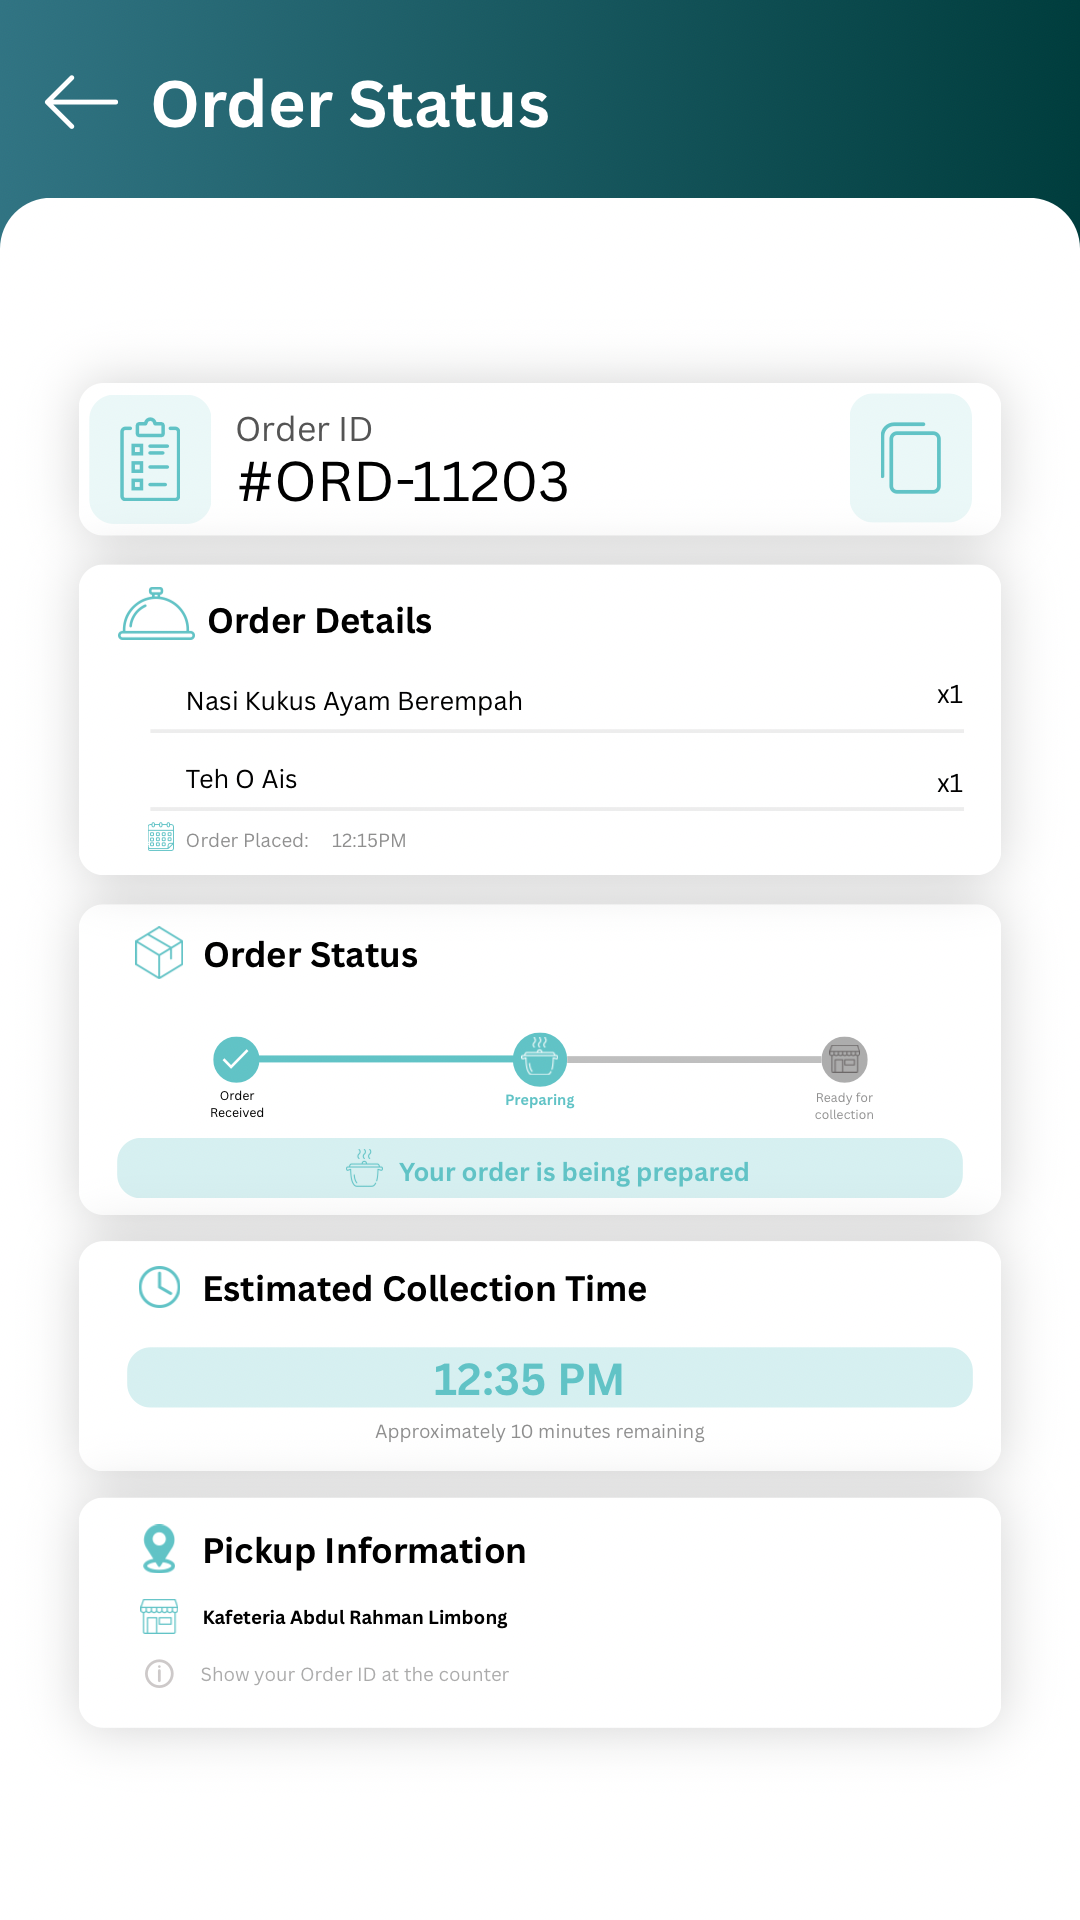 Order Status
Order ID
#ORD-11203
Order Details
Nasi Kukus Ayam Berempah x1
Teh O Ais x1
Order Placed: 12:15PM
Order Status
Order
Received
Preparing
Ready for
collection
Your order is being prepared
Estimated Collection Time
12:35 PM
Approximately 10 minutes remaining
Pickup Information
Kafeteria Abdul Rahman Limbong
Show your Order ID at the counter